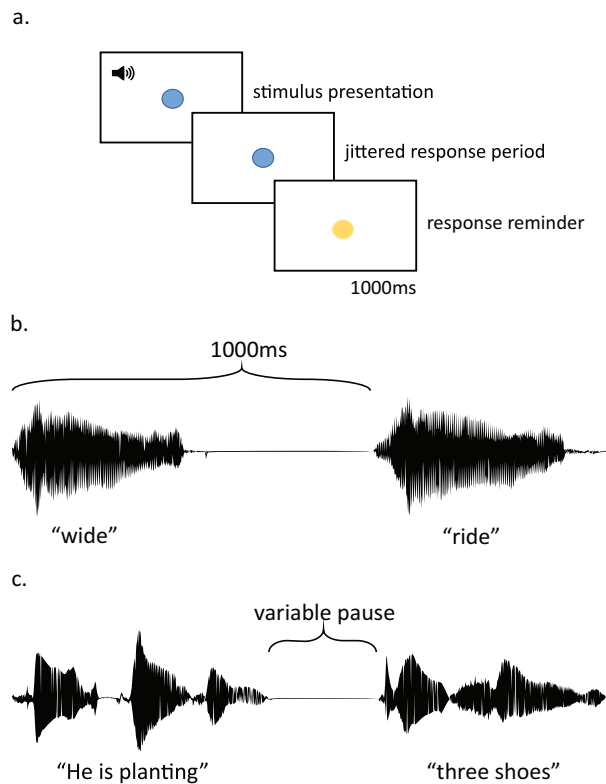 a.
stimulus presentation
jittered response period
response reminder
1000ms
b.
1000ms
“wide”
“ride”
c.
variable pause
“He is planting”
“three shoes”